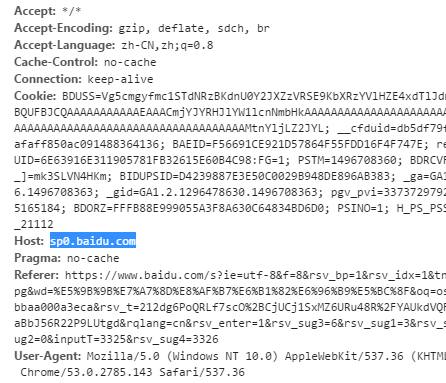 Accept: */*
Accept-Encoding: gzip, deflate, sdch, br
Accept-Language: zh-CN,zh;q=0.8
Cache-Control: no-cache
Connection: keep-alive
Cookie: BDUSS=Vg5cmgyfmc1STdNRzBKdnU0Y2JXZzVRSE9KbXRzYVlHZE4xdTlJdn
BQUFBJCQAAAAAAAAAAAEAAACmjYJYRHJlYW1lcnNmbHkAAAAAAAAAAAAAAAAAAAAA
AAAAAAAAAAAAAAAAAAAAAAAAAAAAAAAAAAAMtnYljLZ2JYL; __cfduid=db5df79
afaff850ac091488364136; BAEID=F56691CE921D57864F55FDD16F4F747E; re
UID=6E63916E311905781FB32615E60B4C98:FG=1; PSTM=1496708360; BDRCVF
_]=mk3SLVN4HKm; BIDUPSID=D4239887E3E50C0029B948DE896AB383; _ga=GA1
6.1496708363; _gid=GA1.2.1296478630.1496708363; pgv_pvi=3373729792
5165184; BDORZ=FFFB88E999055A3F8A630C64834BD6D0; PSINO=1; H_PS_PSS
_21112
Host: sp0.baidu.com
Pragma: no-cache
Referer: https://www.baidu.com/s?ie=utf-8&f=8&rsv_bp=1&rsv_idx=1&tn
pg&wd=%E5%9B%9B%E7%A7%8D%E8%AF%B7%E6%B1%82%E6%96%B9%E5%BC%8F&oq=os
bbaa000a3eca&rsv_t=212dg6PoQRLf7scO%2BCjUCj1SxMZ6URu48R%2FYAUkdVQF
aBbJ56R22P9LUtgd&rqlang=cn&rsv_enter=1&rsv_sug3=6&rsv_sug1=3&rsv_s
ug2=0&inputT=3325&rsv_sug4=3326
User-Agent: Mozilla/5.0 (Windows NT 10.0) AppleWebKit/537.36 (KHTML
Chrome/53.0.2785.143 Safari/537.36